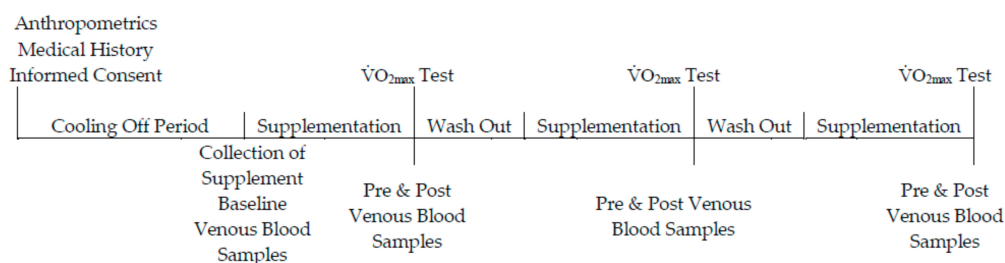 Anthropometrics
Medical History
Informed Consent
V̇O2max Test
V̇O2max Test
V̇O2max Test
Cooling Off Period
Supplementation
Wash Out
Supplementation
Wash Out
Supplementation
Collection of
Supplement
Baseline
Venous Blood
Samples
Pre & Post
Venous Blood
Samples
Pre & Post Venous
Blood Samples
Pre & Post
Venous Blood
Samples